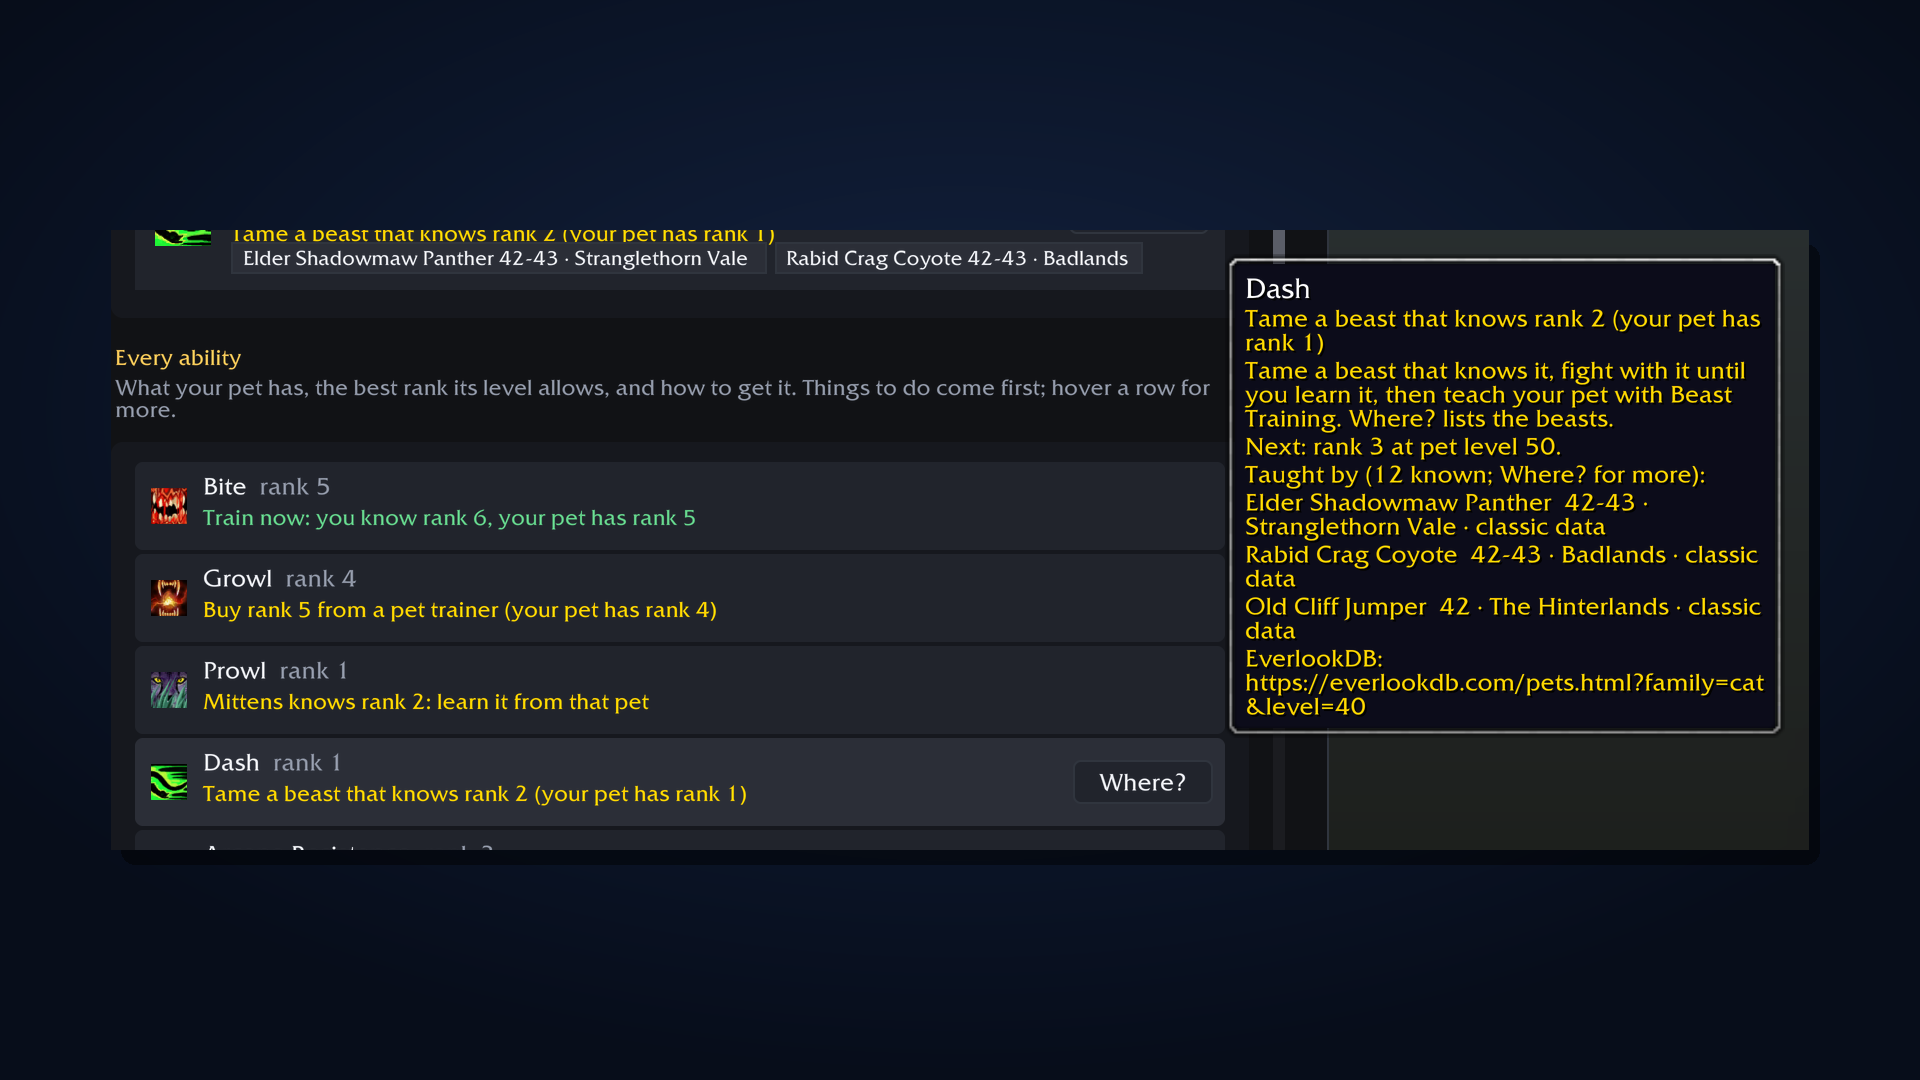 Tame a beast that knows rank 2 (your pet has rank 1)
Elder Shadowmaw Panther 42-43 · Stranglethorn Vale
Rabid Crag Coyote 42-43 · Badlands
Every ability
What your pet has, the best rank its level allows, and how to get it. Things to do come first; hover a row for
more.
Bite rank 5
Train now: you know rank 6, your pet has rank 5
Growl rank 4
Buy rank 5 from a pet trainer (your pet has rank 4)
Prowl rank 1
Mittens knows rank 2: learn it from that pet
Dash rank 1
Tame a beast that knows rank 2 (your pet has rank 1)
Where?
Dash
Tame a beast that knows rank 2 (your pet has
rank 1)
Tame a beast that knows it, fight with it until
you learn it, then teach your pet with Beast
Training. Where? lists the beasts.
Next: rank 3 at pet level 50.
Taught by (12 known; Where? for more):
Elder Shadowmaw Panther 42-43 ·
Stranglethorn Vale · classic data
Rabid Crag Coyote 42-43 · Badlands · classic
data
Old Cliff Jumper 42 · The Hinterlands · classic
data
EverlookDB:
https://everlookdb.com/pets.html?family=cat
&level=40